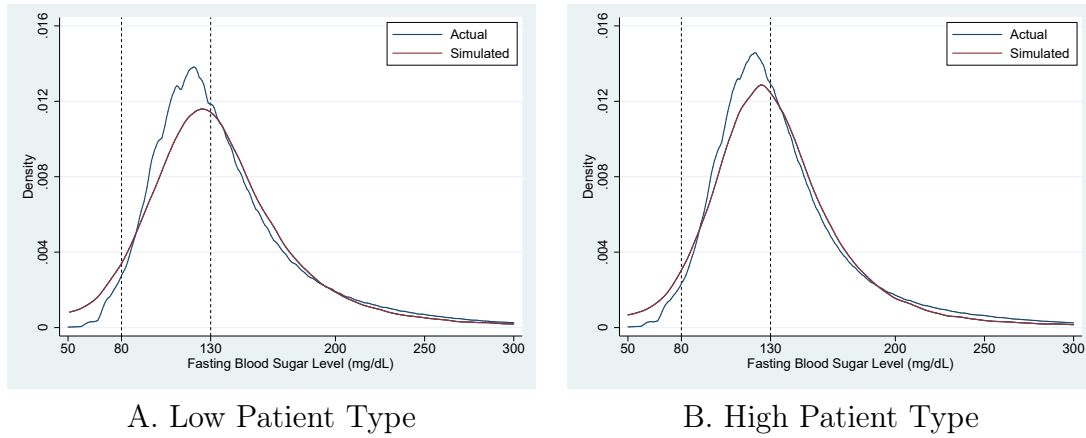 .016
.012
.008
.004
0
Density
Actual
Simulated
50
80
130
200
250
300
Fasting Blood Sugar Level (mg/dL)
A. Low Patient Type
.016
.012
.008
.004
0
Density
Actual
Simulated
50
80
130
200
250
300
Fasting Blood Sugar Level (mg/dL)
B. High Patient Type